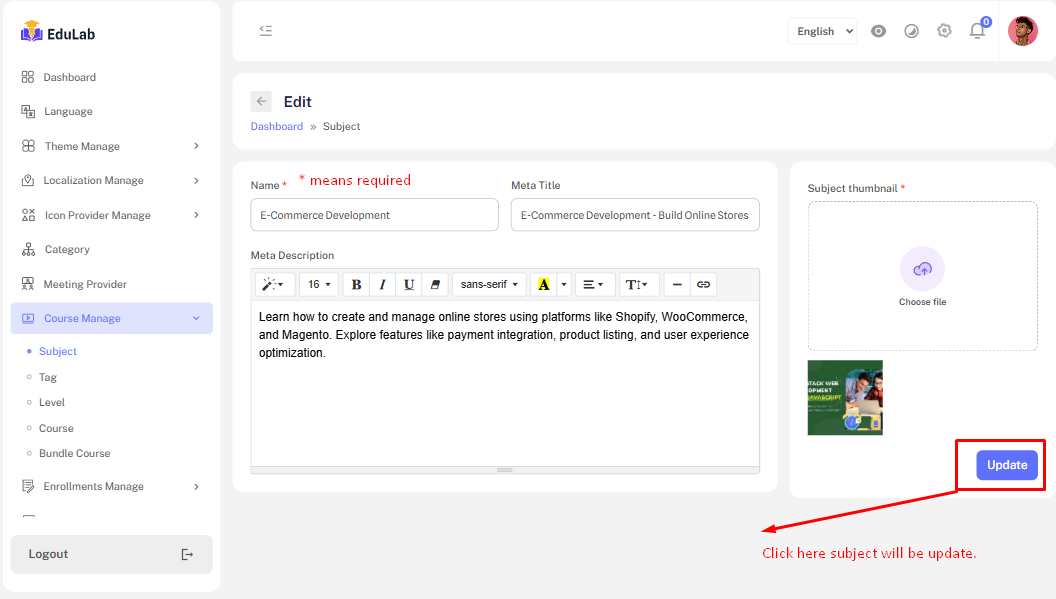 EduLab
Dashboard
Language
Theme Manage
Localization Manage
Icon Provider Manage
Category
Meeting Provider
Course Manage
Subject
Tag
Level
Course
Bundle Course
Enrollments Manage
Logout
English
0
Edit
Dashboard » Subject
Name * * means required
E-Commerce Development
Meta Title
E-Commerce Development - Build Online Stores
Meta Description
16 B I U sans-serif A T
Learn how to create and manage online stores using platforms like Shopify, WooCommerce,
and Magento. Explore features like payment integration, product listing, and user experience
optimization.
Subject thumbnail *
Choose file
STACK WEB
OPMENT
JAVASCRIPT
Update
Click here subject will be update.